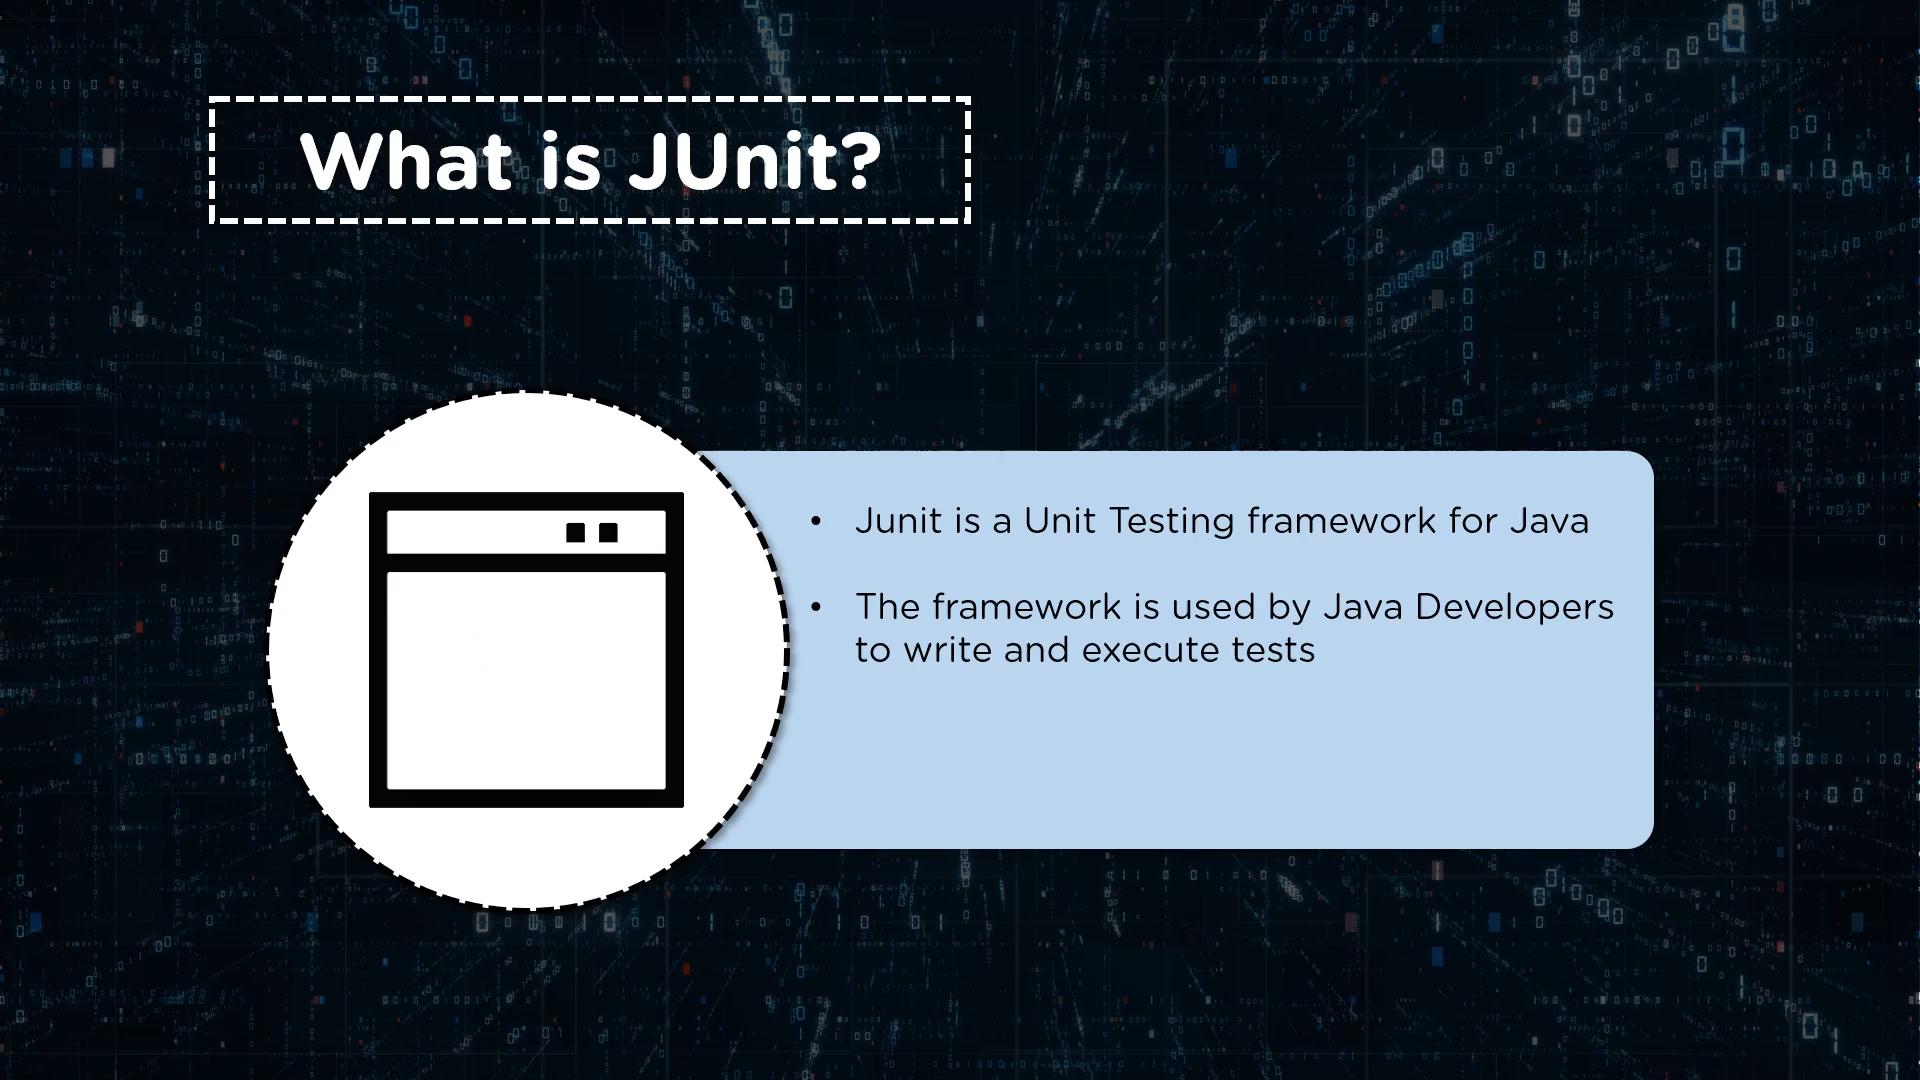 What is JUnit?
• Junit is a Unit Testing framework for Java
• The framework is used by Java Developers
to write and execute tests